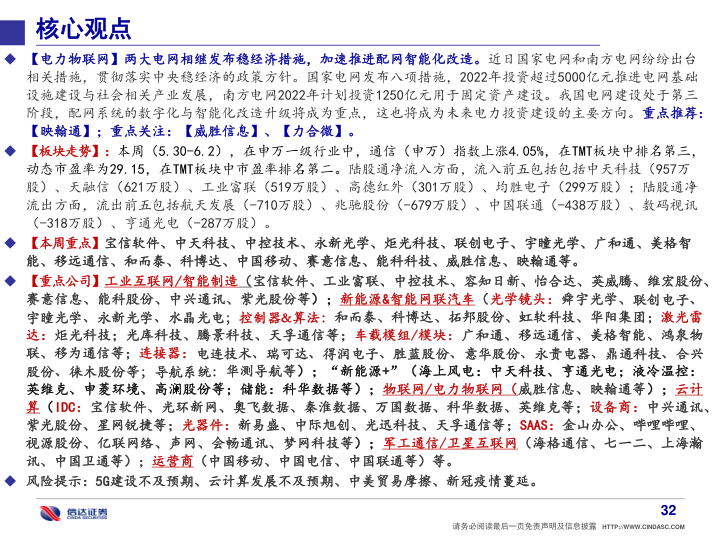 核心观点
◆ 【电力物联网】两大电网相继发布稳经济措施，加速推进配网智能化改造。近日国家电网和南方电网纷纷出台
相关措施，贯彻落实中央稳经济的政策方针。国家电网发布八项措施，2022年投资超过5000亿元推进电网基础
设施建设与社会相关产业发展，南方电网2022年计划投资1250亿元用于固定资产建设。我国电网建设处于第三
阶段，配网系统的数字化与智能化改造升级将成为重点，这也将成为未来电力投资建设的主要方向。重点推荐：
【映翰通】；重点关注：【威胜信息】、【力合微】。
◆ 【板块走势】：本周（5.30-6.2），在申万一级行业中，通信（申万）指数上涨4.05%，在TMT板块中排名第三，
动态市盈率为29.15，在TMT板块中市盈率排名第二。陆股通净流入方面，流入前五包括包括中天科技（957万
股）、天融信（621万股）、工业富联（519万股）、高德红外（301万股）、均胜电子（299万股）；陆股通净
流出方面，流出前五包括航天发展（-710万股）、兆驰股份（-679万股）、中国联通（-438万股）、数码视讯
（-318万股）、亨通光电（-287万股）。
◆ 【本周重点】宝信软件、中天科技、中控技术、永新光学、炬光科技、联创电子、宇瞳光学、广和通、美格智
能、移远通信、和而泰、科博达、中国移动、赛意信息、能科科技、威胜信息、映翰通等。
◆ 【重点公司】工业互联网/智能制造（宝信软件、工业富联、中控技术、容知日新、怡合达、英威腾、维宏股份、
赛意信息、能科股份、中兴通讯、紫光股份等）；新能源&智能网联汽车（光学镜头：舜宇光学、联创电子、
宇瞳光学、永新光学、水晶光电；控制器&算法：和而泰、科博达、拓邦股份、虹软科技、华阳集团；激光雷
达：炬光科技；光库科技、腾景科技、天孚通信等；车载模组/模块：广和通、移远通信、美格智能、鸿泉物
联、移为通信等；连接器：电连技术、瑞可达、得润电子、胜蓝股份、意华股份、永贵电器、鼎通科技、合兴
股份、徕木股份等；导航系统：华测导航等）；“新能源+”（海上风电：中天科技、亨通光电；液冷温控：
英维克、申菱环境、高澜股份等；储能：科华数据等）；物联网/电力物联网（威胜信息、映翰通等）；云计
算（IDC：宝信软件、光环新网、奥飞数据、秦淮数据、万国数据、科华数据、英维克等；设备商：中兴通讯、
紫光股份、星网锐捷等；光器件：新易盛、中际旭创、光迅科技、天孚通信等；SAAS：金山办公、哔哩哔哩、
视源股份、亿联网络、声网、会畅通讯、梦网科技等）；军工通信/卫星互联网（海格通信、七一二、上海瀚
讯、中国卫通等）；运营商（中国移动、中国电信、中国联通等）等。
◆ 风险提示：5G建设不及预期、云计算发展不及预期、中美贸易摩擦、新冠疫情蔓延。
信达证券
CINDA SECURITIES
32
请务必阅读最后一页免责声明及信息披露 HTTP://WWW.CINDASC.COM